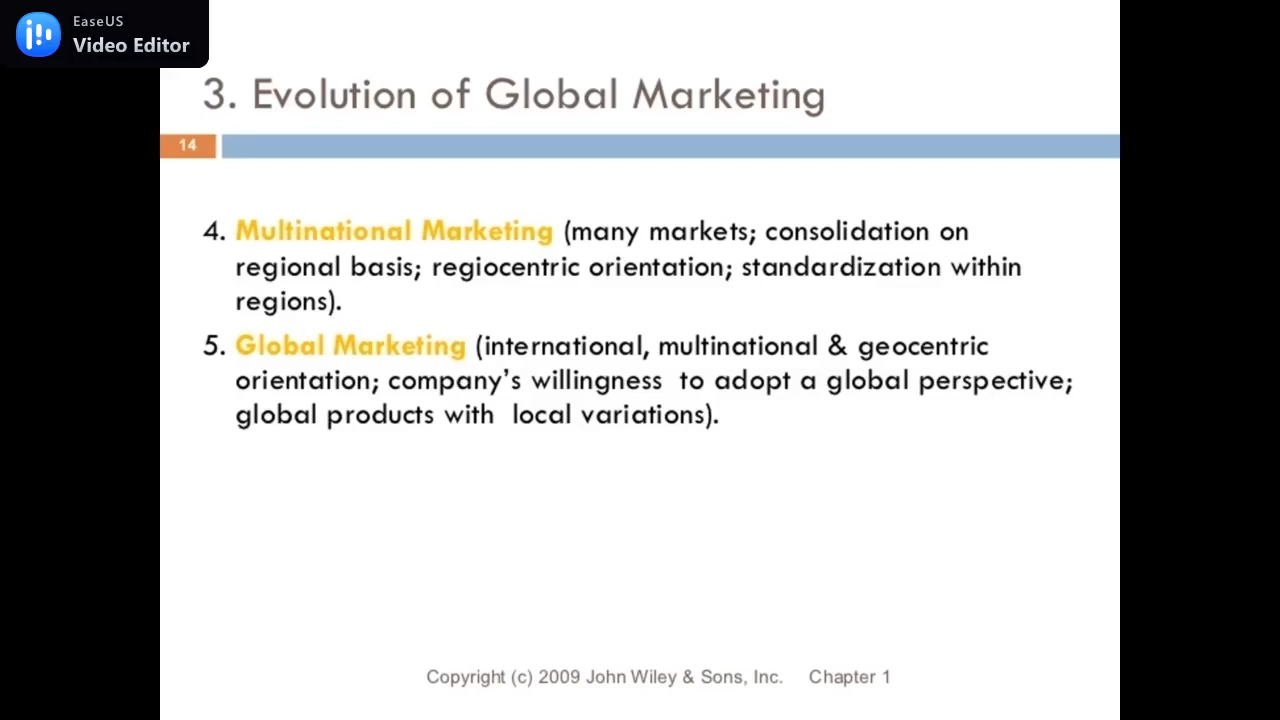 EaseUS
Video Editor
3. Evolution of Global Marketing
14
4. Multinational Marketing (many markets; consolidation on
regional basis; regiocentric orientation; standardization within
regions).
5. Global Marketing (international, multinational & geocentric
orientation; company’s willingness to adopt a global perspective;
global products with local variations).
Copyright (c) 2009 John Wiley & Sons, Inc. Chapter 1